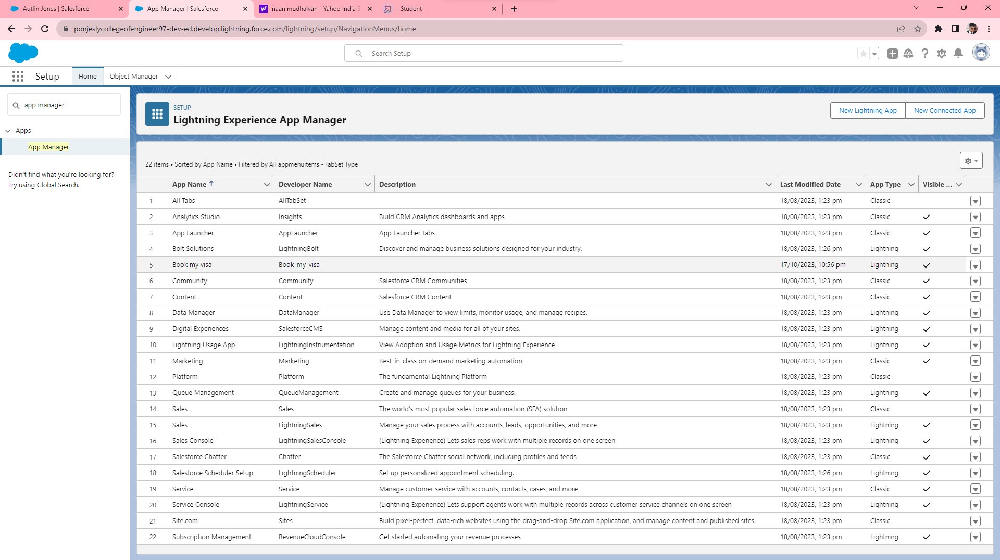 Autlin Jones | Salesforce
App Manager | Salesforce
naan mudhalvan - Yahoo India S
- Student
ponjeslycollegeofengineer97-dev-ed.develop.lightning.force.com/lightning/setup/NavigationMenus/home
Search Setup
Setup
Home
Object Manager
app manager
Apps
App Manager
Didn't find what you're looking for?
Try using Global Search.
SETUP
Lightning Experience App Manager
New Lightning App
New Connected App
22 items • Sorted by App Name • Filtered by All appmenuitems - TabSet Type
App Name ↑ Developer Name Description Last Modified Date App Type Visible ...
1 All Tabs AllTabSet 18/08/2023, 1:23 pm Classic
2 Analytics Studio Insights Build CRM Analytics dashboards and apps 18/08/2023, 1:23 pm Classic
3 App Launcher AppLauncher App Launcher tabs 18/08/2023, 1:23 pm Classic
4 Bolt Solutions LightningBolt Discover and manage business solutions designed for your industry. 18/08/2023, 1:26 pm Lightning
5 Book my visa Book_my_visa 17/10/2023, 10:56 pm Lightning
6 Community Community Salesforce CRM Communities 18/08/2023, 1:23 pm Classic
7 Content Content Salesforce CRM Content 18/08/2023, 1:23 pm Classic
8 Data Manager DataManager Use Data Manager to view limits, monitor usage, and manage recipes. 18/08/2023, 1:23 pm Lightning
9 Digital Experiences SalesforceCMS Manage content and media for all of your sites. 18/08/2023, 1:23 pm Lightning
10 Lightning Usage App LightningInstrumentation View Adoption and Usage Metrics for Lightning Experience 18/08/2023, 1:23 pm Lightning
11 Marketing Marketing Best-in-class on-demand marketing automation 18/08/2023, 1:23 pm Classic
12 Platform Platform The fundamental Lightning Platform 18/08/2023, 1:23 pm Classic
13 Queue Management QueueManagement Create and manage queues for your business. 18/08/2023, 1:23 pm Lightning
14 Sales Sales The world's most popular sales force automation (SFA) solution 18/08/2023, 1:23 pm Classic
15 Sales LightningSales Manage your sales process with accounts, leads, opportunities, and more 18/08/2023, 1:23 pm Lightning
16 Sales Console LightningSalesConsole (Lightning Experience) Lets sales reps work with multiple records on one screen 18/08/2023, 1:23 pm Lightning
17 Salesforce Chatter Chatter The Salesforce Chatter social network, including profiles and feeds 18/08/2023, 1:23 pm Classic
18 Salesforce Scheduler Setup LightningScheduler Set up personalized appointment scheduling. 18/08/2023, 1:26 pm Lightning
19 Service Service Manage customer service with accounts, contacts, cases, and more 18/08/2023, 1:23 pm Classic
20 Service Console LightningService (Lightning Experience) Lets support agents work with multiple records across customer service channels on one screen 18/08/2023, 1:23 pm Lightning
21 Site.com Sites Build pixel-perfect, data-rich websites using the drag-and-drop Site.com application, and manage content and published sites. 18/08/2023, 1:23 pm Classic
22 Subscription Management RevenueCloudConsole Get started automating your revenue processes 18/08/2023, 1:23 pm Lightning